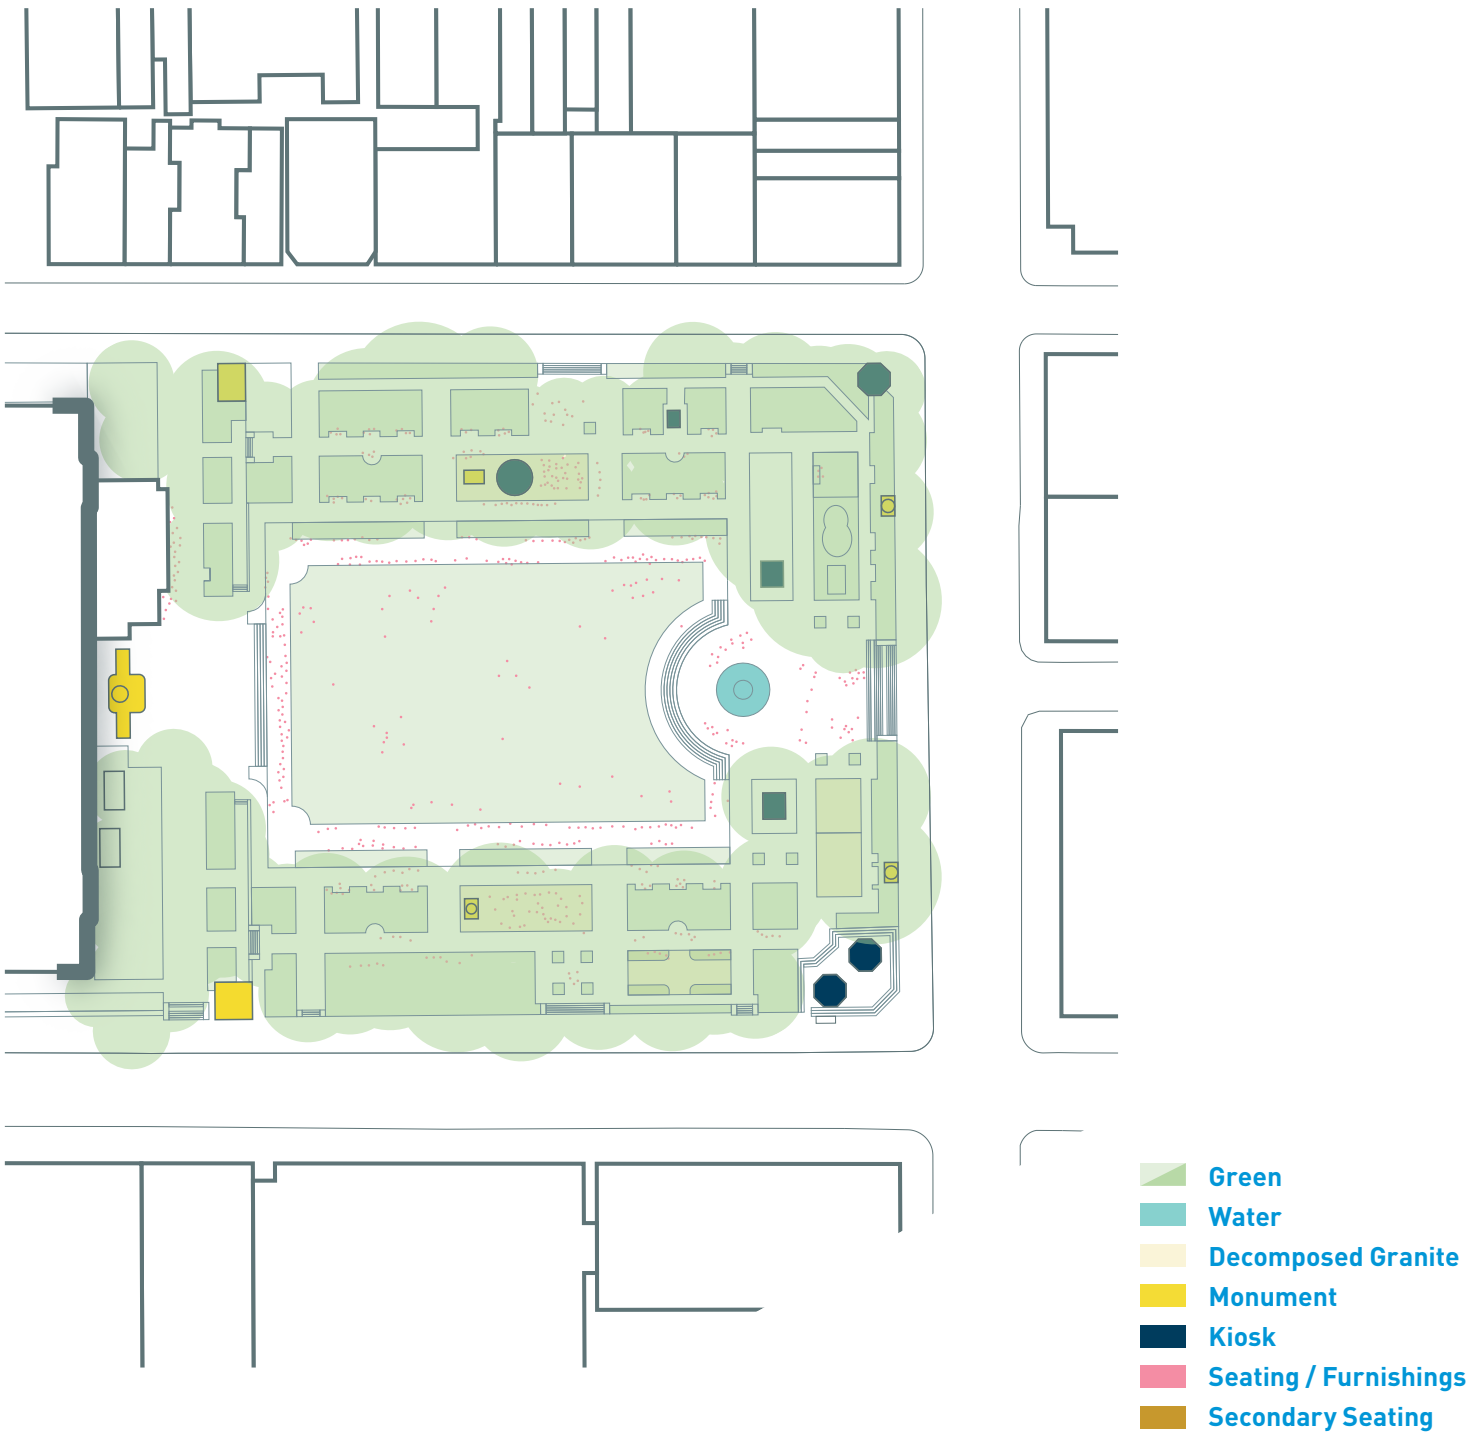 Green
Water
Decomposed Granite
Monument
Kiosk
Seating / Furnishings
Secondary Seating